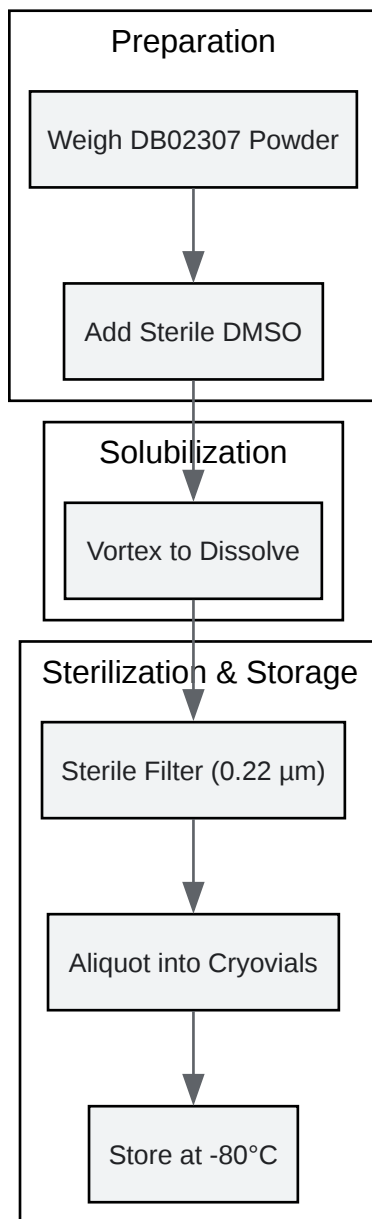 Preparation
Weigh DB02307 Powder
Add Sterile DMSO
Solubilization
Vortex to Dissolve
Sterilization & Storage
Sterile Filter (0.22 µm)
Aliquot into Cryovials
Store at -80°C